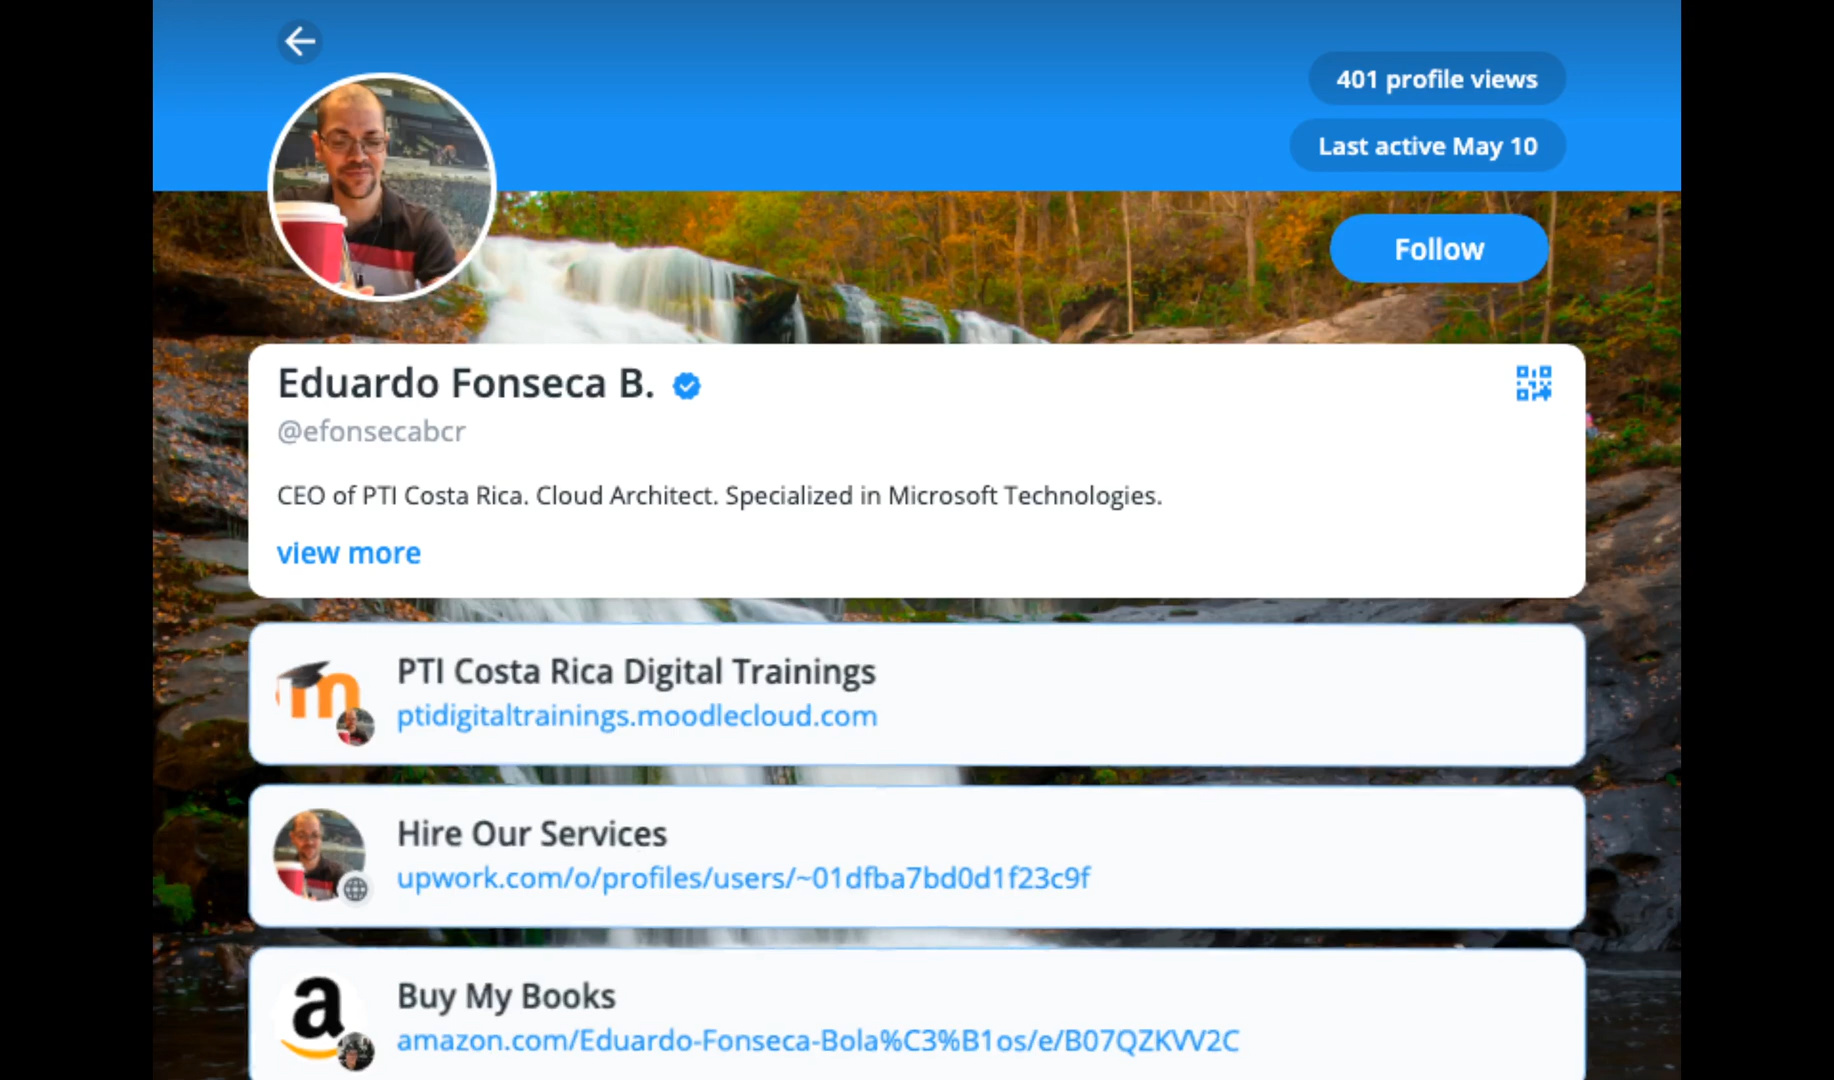 401 profile views
Last active May 10
Follow
Eduardo Fonseca B.
@efonsecabcr
CEO of PTI Costa Rica. Cloud Architect. Specialized in Microsoft Technologies.
view more
PTI Costa Rica Digital Trainings
ptidigitaltrainings.moodlecloud.com
Hire Our Services
upwork.com/o/profiles/users/~01dfba7bd0d1f23c9f
Buy My Books
amazon.com/Eduardo-Fonseca-Bola%C3%B1os/e/B07QZKVV2C